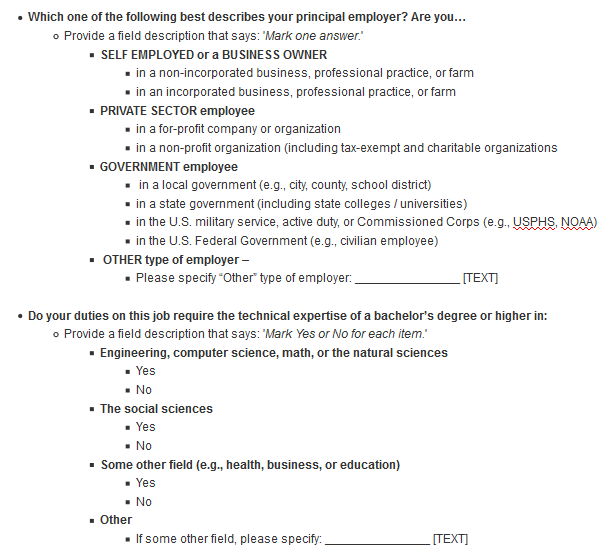 • Which one of the following best describes your principal employer? Are you…
o Provide a field description that says: 'Mark one answer.'
▪ SELF EMPLOYED or a BUSINESS OWNER
▪ in a non-incorporated business, professional practice, or farm
▪ in an incorporated business, professional practice, or farm
▪ PRIVATE SECTOR employee
▪ in a for-profit company or organization
▪ in a non-profit organization (including tax-exempt and charitable organizations
▪ GOVERNMENT employee
▪ in a local government (e.g., city, county, school district)
▪ in a state government (including state colleges / universities)
▪ in the U.S. military service, active duty, or Commissioned Corps (e.g., USPHS, NOAA)
▪ in the U.S. Federal Government (e.g., civilian employee)
▪ OTHER type of employer –
▪ Please specify “Other” type of employer: ________________ [TEXT]
• Do your duties on this job require the technical expertise of a bachelor’s degree or higher in:
o Provide a field description that says: 'Mark Yes or No for each item.'
▪ Engineering, computer science, math, or the natural sciences
▪ Yes
▪ No
▪ The social sciences
▪ Yes
▪ No
▪ Some other field (e.g., health, business, or education)
▪ Yes
▪ No
▪ Other
▪ If some other field, please specify: ________________ [TEXT]